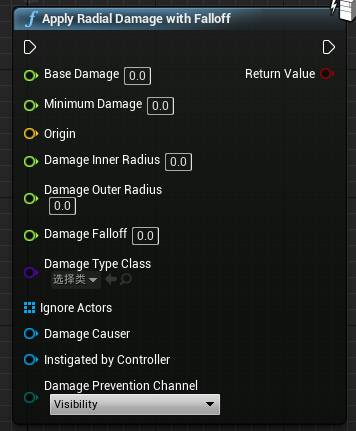 Apply Radial Damage with Falloff
Base Damage 0.0 Return Value
Minimum Damage 0.0
Origin
Damage Inner Radius 0.0
Damage Outer Radius
0.0
Damage Falloff 0.0
Damage Type Class
选择类
Ignore Actors
Damage Causer
Instigated by Controller
Damage Prevention Channel
Visibility